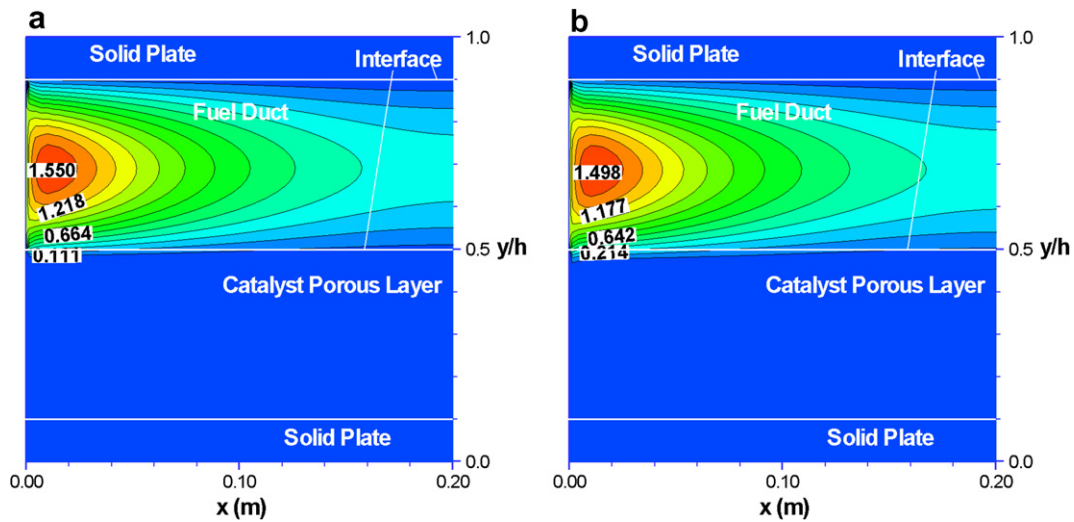 a
Solid Plate
Interface
Fuel Duct
1.550
1.218
0.664
0.111
Catalyst Porous Layer
Solid Plate
1.0
0.5
y/h
0.0
0.00
0.10
0.20
x (m)
b
Solid Plate
Interface
Fuel Duct
1.498
1.177
0.642
0.214
Catalyst Porous Layer
Solid Plate
1.0
0.5
y/h
0.0
0.00
0.10
0.20
x (m)